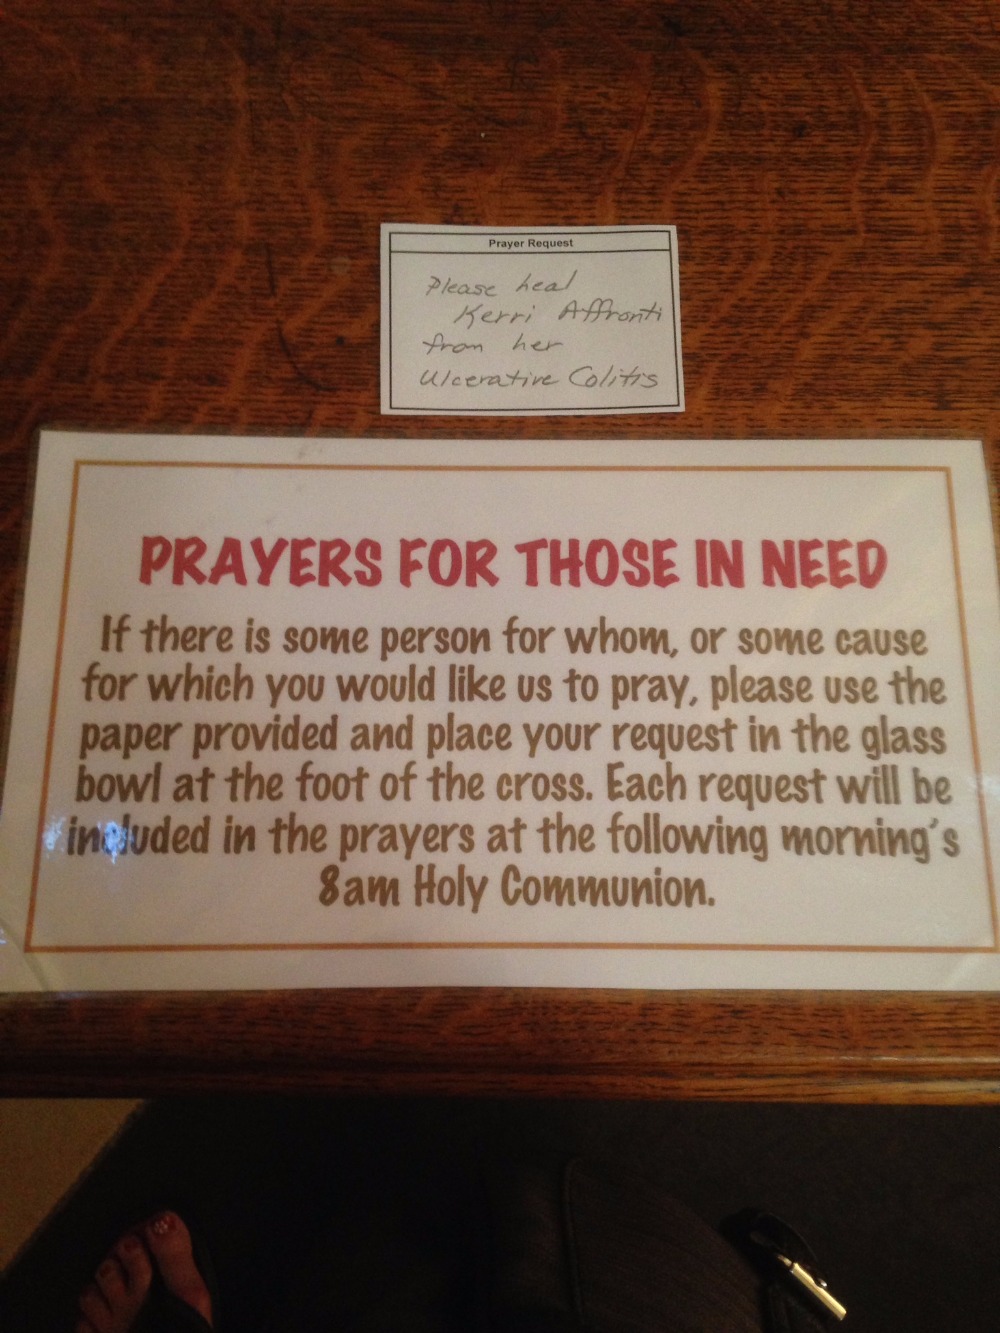 Prayer Request
Please heal
Kerri Affronti
from her
Ulcerative Colitis
PRAYERS FOR THOSE IN NEED
If there is some person for whom, or some cause
for which you would like us to pray, please use the
paper provided and place your request in the glass
bowl at the foot of the cross. Each request will be
included in the prayers at the following morning's
8am Holy Communion.